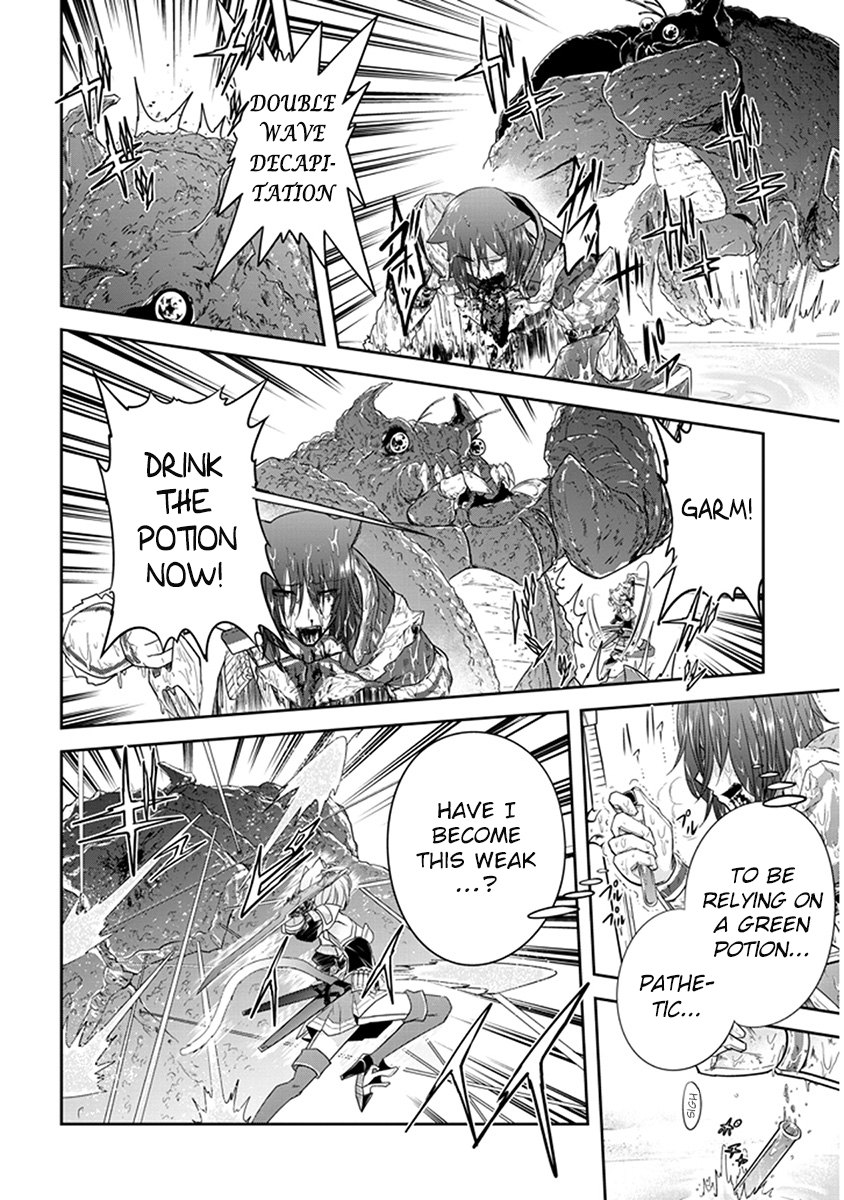 DOUBLE
WAVE
DECAPI-
TATION
GARM!
DRINK
THE
POTION
NOW!
TO BE
RELYING ON
A GREEN
POTION...
PATHE-
TIC...
SIGH
HAVE I
BECOME
THIS WEAK
...?